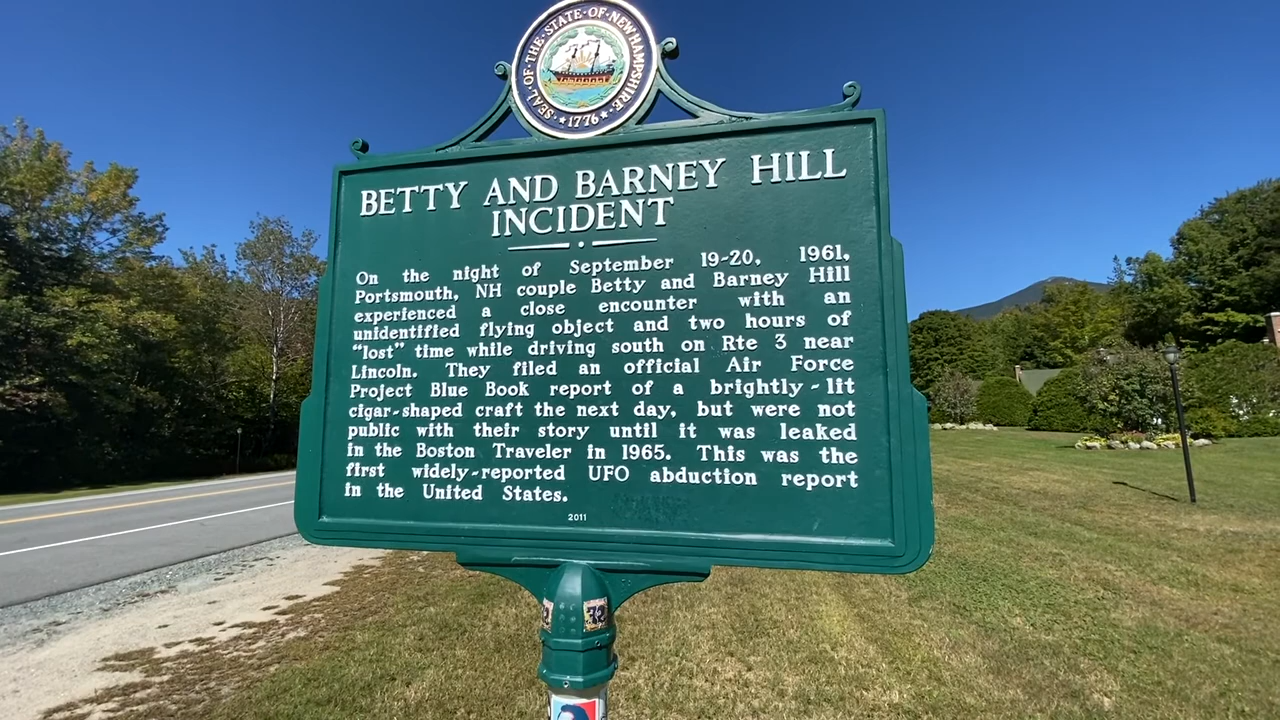 SEAL·OF·THE·STATE·OF·NEW HAMPSHIRE·
★1776★
BETTY AND BARNEY HILL
INCIDENT
On the night of September 19-20, 1961,
Portsmouth, NH couple Betty and Barney Hill
experienced a close encounter with an
unidentified flying object and two hours of
"lost" time while driving south on Rte 3 near
Lincoln. They filed an official Air Force
Project Blue Book report of a brightly-lit
cigar-shaped craft the next day, but were not
public with their story until it was leaked
in the Boston Traveler in 1965. This was the
first widely-reported UFO abduction report
in the United States.
2011